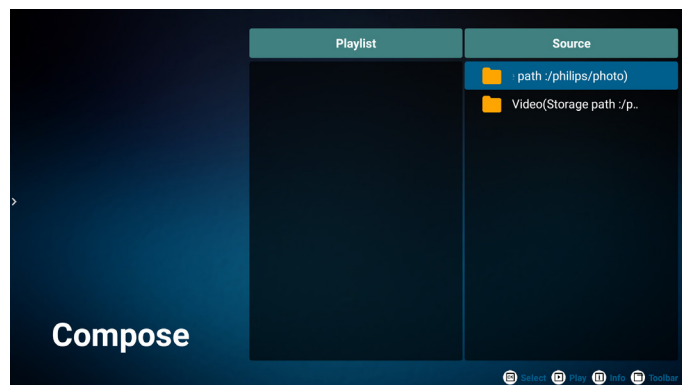 Playlist
Source
: path :/philips/photo)
Video(Storage path :/p..
Compose
Select Play Info Toolbar